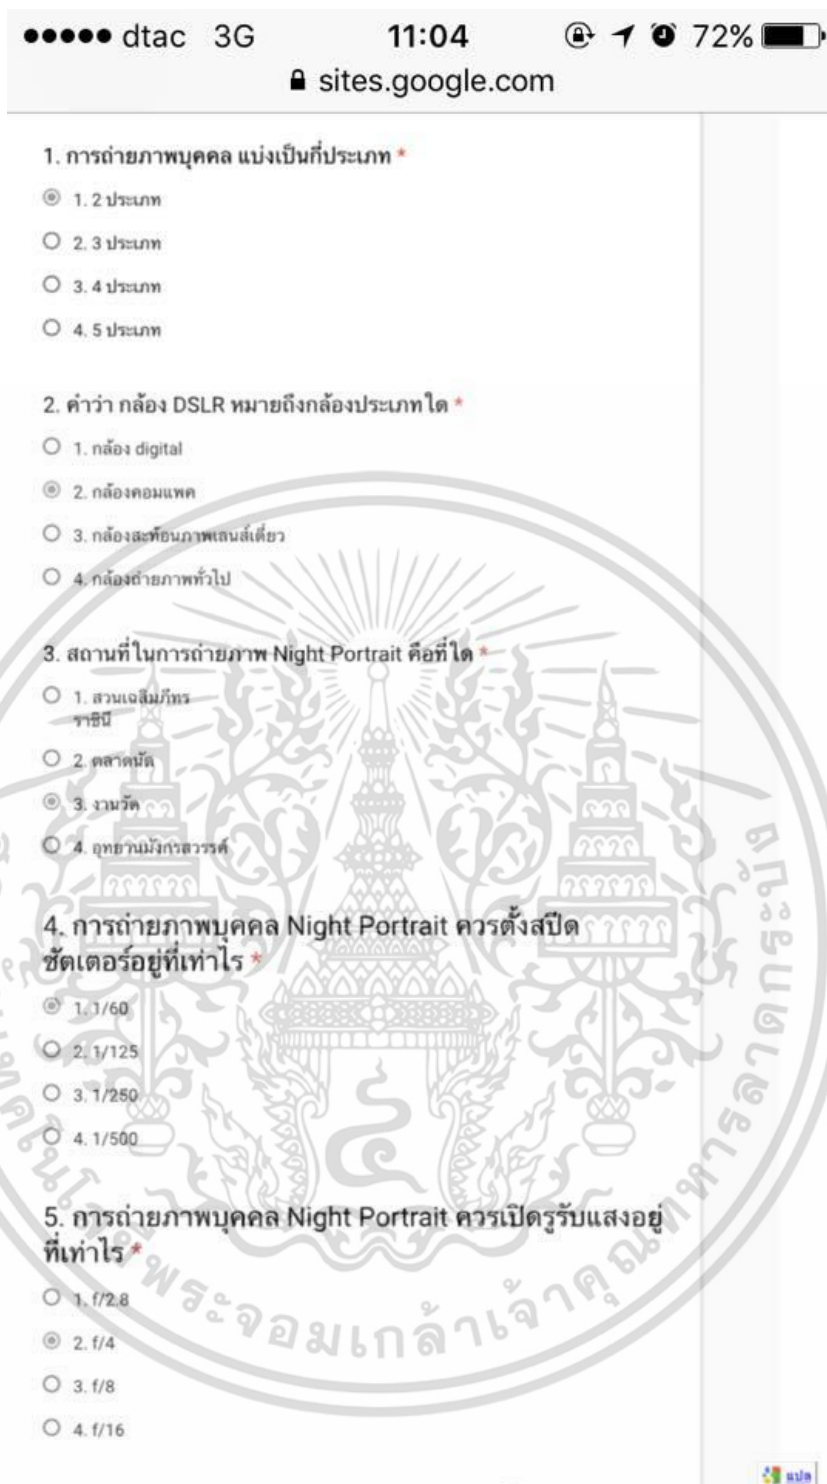 dtac 3G 11:04 72%
sites.google.com
1. การถ่ายภาพบุคคล แบ่งเป็นกี่ประเภท *
1. 2 ประเภท
2. 3 ประเภท
3. 4 ประเภท
4. 5 ประเภท
2. คำว่า กล้อง DSLR หมายถึงกล้องประเภทใด *
1. กล้อง digital
2. กล้องคอมแพค
3. กล้องสะท้อนภาพเลนส์เดี่ยว
4. กล้องถ่ายภาพทั่วไป
3. สถานที่ในการถ่ายภาพ Night Portrait คือที่ใด *
1. สวนเฉลิมภัทร
ราชินี
2. ตลาดนัด
3. งานวัด
4. อุทยานมังกรสวรรค์
4. การถ่ายภาพบุคคล Night Portrait ควรตั้งสปีด
ชัตเตอร์อยู่ที่เท่าไร *
1. 1/60
2. 1/125
3. 1/250
4. 1/500
5. การถ่ายภาพบุคคล Night Portrait ควรเปิดรูรับแสงอยู่
ที่เท่าไร *
1. f/2.8
2. f/4
3. f/8
4. f/16
แปล
พระจอมเกล้าเจ้าคุณทหารลาดกระบัง